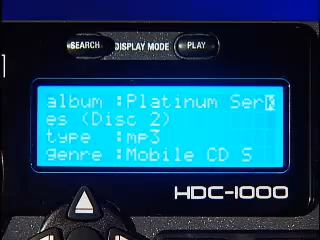 SEARCH DISPLAY MODE PLAY
album :Platinum Ser
es (Disc 2)
type :mp3
genre :Mobile CD S
HDC-1000